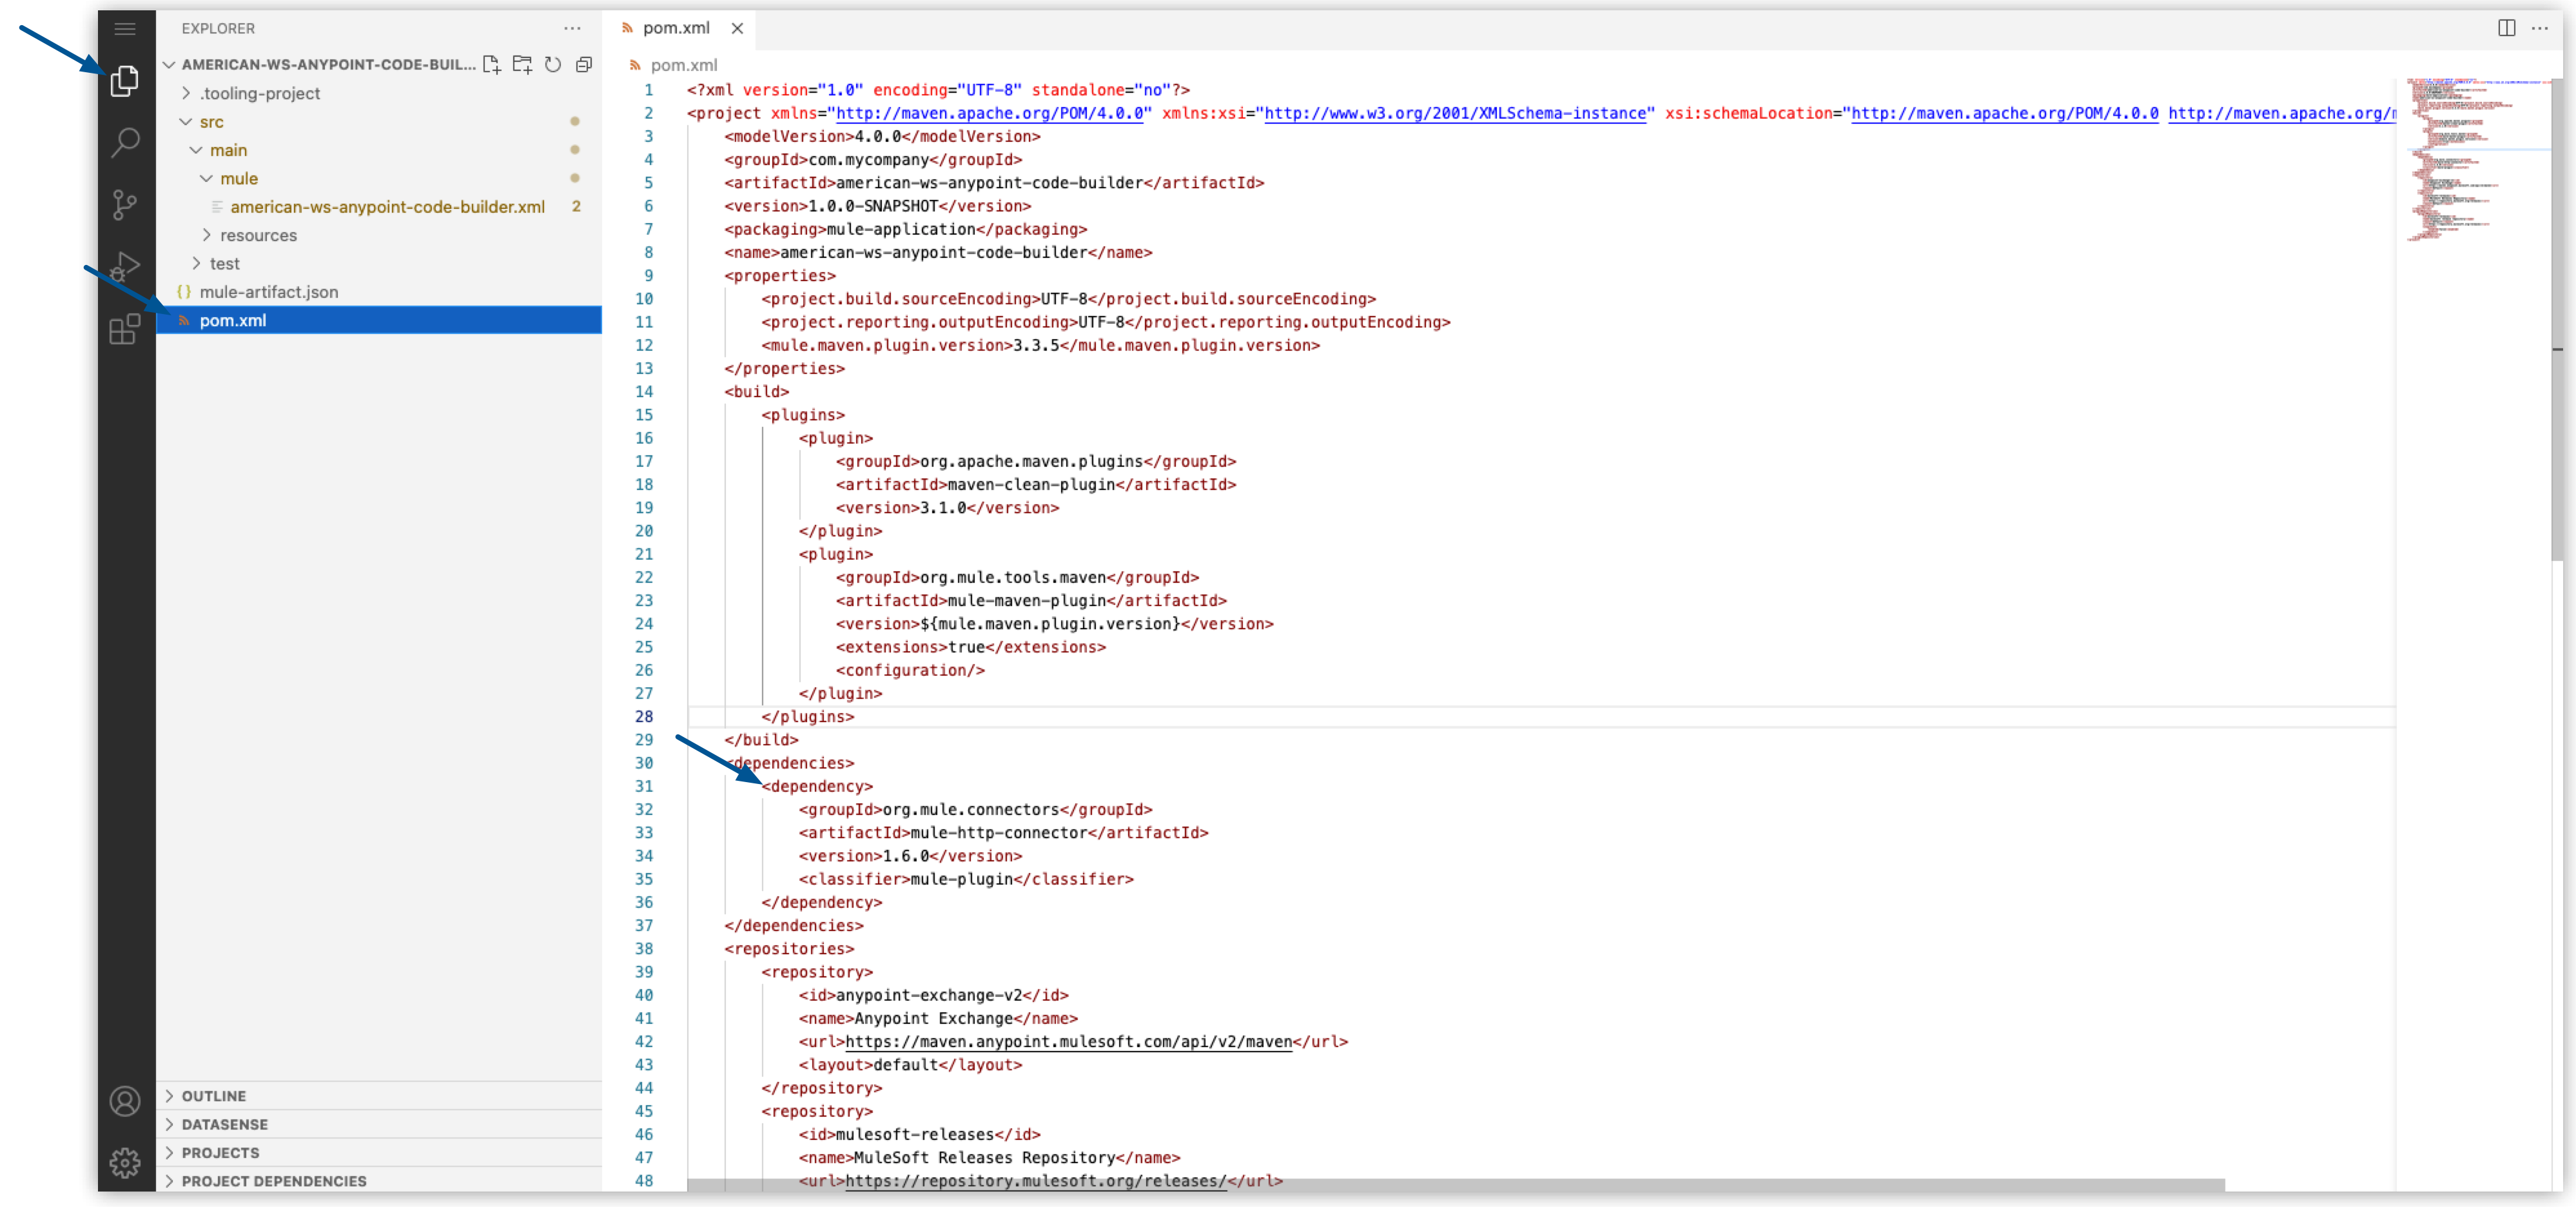 EXPLORER
AMERICAN-WS-ANYPOINT-CODE-BUIL...
.tooling-project
src
main
mule
american-ws-anypoint-code-builder.xml 2
resources
test
{} mule-artifact.json
pom.xml
OUTLINE
DATASENSE
PROJECTS
PROJECT DEPENDENCIES
pom.xml
pom.xml
1 <?xml version="1.0" encoding="UTF-8" standalone="no"?>
2 <project xmlns="http://maven.apache.org/POM/4.0.0" xmlns:xsi="http://www.w3.org/2001/XMLSchema-instance" xsi:schemaLocation="http://maven.apache.org/POM/4.0.0 http://maven.apache.org/m
3 <modelVersion>4.0.0</modelVersion>
4 <groupId>com.mycompany</groupId>
5 <artifactId>american-ws-anypoint-code-builder</artifactId>
6 <version>1.0.0-SNAPSHOT</version>
7 <packaging>mule-application</packaging>
8 <name>american-ws-anypoint-code-builder</name>
9 <properties>
10 <project.build.sourceEncoding>UTF-8</project.build.sourceEncoding>
11 <project.reporting.outputEncoding>UTF-8</project.reporting.outputEncoding>
12 <mule.maven.plugin.version>3.3.5</mule.maven.plugin.version>
13 </properties>
14 <build>
15 <plugins>
16 <plugin>
17 <groupId>org.apache.maven.plugins</groupId>
18 <artifactId>maven-clean-plugin</artifactId>
19 <version>3.1.0</version>
20 </plugin>
21 <plugin>
22 <groupId>org.mule.tools.maven</groupId>
23 <artifactId>mule-maven-plugin</artifactId>
24 <version>${mule.maven.plugin.version}</version>
25 <extensions>true</extensions>
26 <configuration/>
27 </plugin>
28 </plugins>
29 </build>
30 <dependencies>
31 <dependency>
32 <groupId>org.mule.connectors</groupId>
33 <artifactId>mule-http-connector</artifactId>
34 <version>1.6.0</version>
35 <classifier>mule-plugin</classifier>
36 </dependency>
37 </dependencies>
38 <repositories>
39 <repository>
40 <id>anypoint-exchange-v2</id>
41 <name>Anypoint Exchange</name>
42 <url>https://maven.anypoint.mulesoft.com/api/v2/maven</url>
43 <layout>default</layout>
44 </repository>
45 <repository>
46 <id>mulesoft-releases</id>
47 <name>MuleSoft Releases Repository</name>
48 <url>https://repository.mulesoft.org/releases/</url>